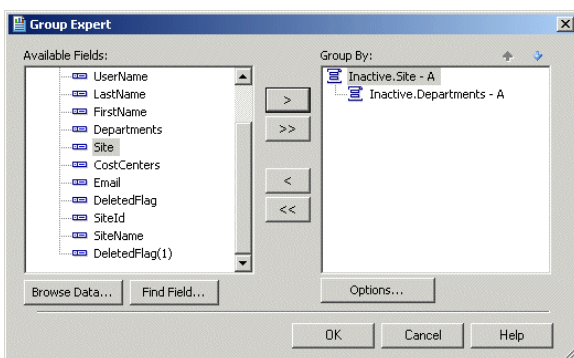 Group Expert
Available Fields:
UserName
LastName
FirstName
Departments
Site
CostCenters
Email
DeletedFlag
SiteId
SiteName
DeletedFlag(1)
Browse Data...
Find Field...
>
>>
<
<<
Group By:
Inactive.Site - A
Inactive.Departments - A
Options...
OK
Cancel
Help